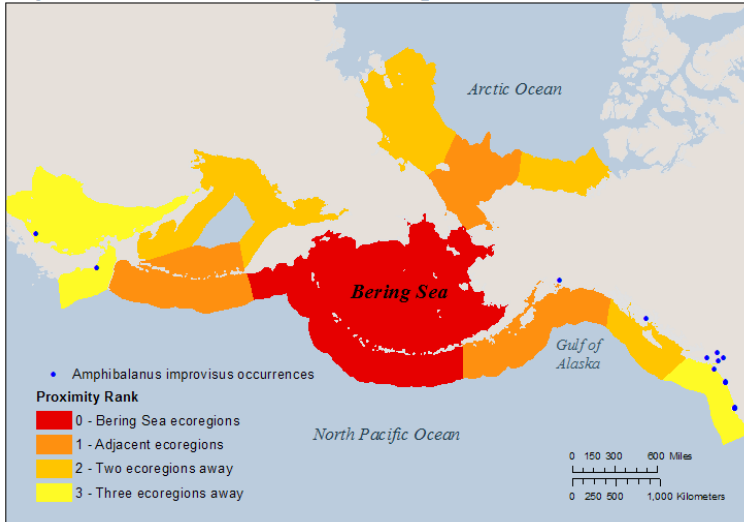 Arctic Ocean
Bering Sea
Gulf of
Alaska
Amphibalanus improvisus occurrences
Proximity Rank
0 - Bering Sea ecoregions
1 - Adjacent ecoregions
2 - Two ecoregions away
3 - Three ecoregions away
North Pacific Ocean
0 150 300 600 Miles
0 250 500 1,000 Kilometers